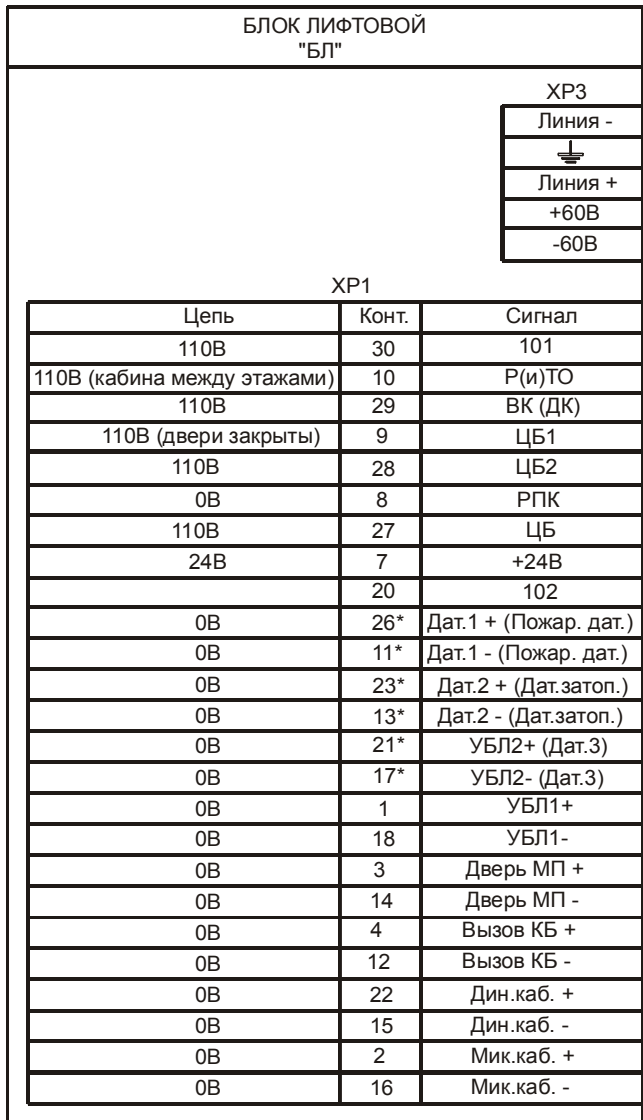 БЛОК ЛИФТОВОЙ
"БЛ"
XP3
Линия -
Линия +
+60В
-60В
XP1
Цепь Конт. Сигнал
110В 30 101
110В (кабина между этажами) 10 Р(и)ТО
110В 29 ВК (ДК)
110В (двери закрыты) 9 ЦБ1
110В 28 ЦБ2
0В 8 РПК
110В 27 ЦБ
24В 7 +24В
20 102
0В 26* Дат.1 + (Пожар. дат.)
0В 11* Дат.1 - (Пожар. дат.)
0В 23* Дат.2 + (Дат.затоп.)
0В 13* Дат.2 - (Дат.затоп.)
0В 21* УБЛ2+ (Дат.3)
0В 17* УБЛ2- (Дат.3)
0В 1 УБЛ1+
0В 18 УБЛ1-
0В 3 Дверь МП +
0В 14 Дверь МП -
0В 4 Вызов КБ +
0В 12 Вызов КБ -
0В 22 Дин.каб. +
0В 15 Дин.каб. -
0В 2 Мик.каб. +
0В 16 Мик.каб. -